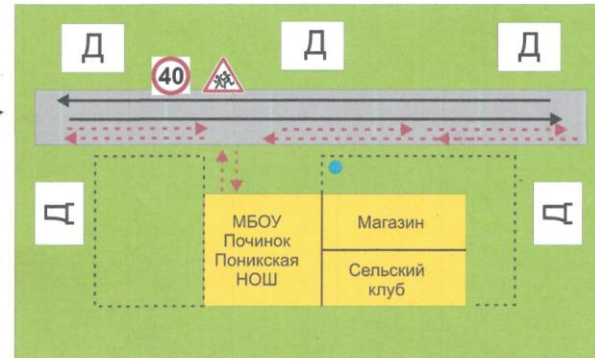 Д
Д
Д
40
Д
Д
МБОУ
Починок
Поникская
НОШ
Магазин
Сельский
клуб